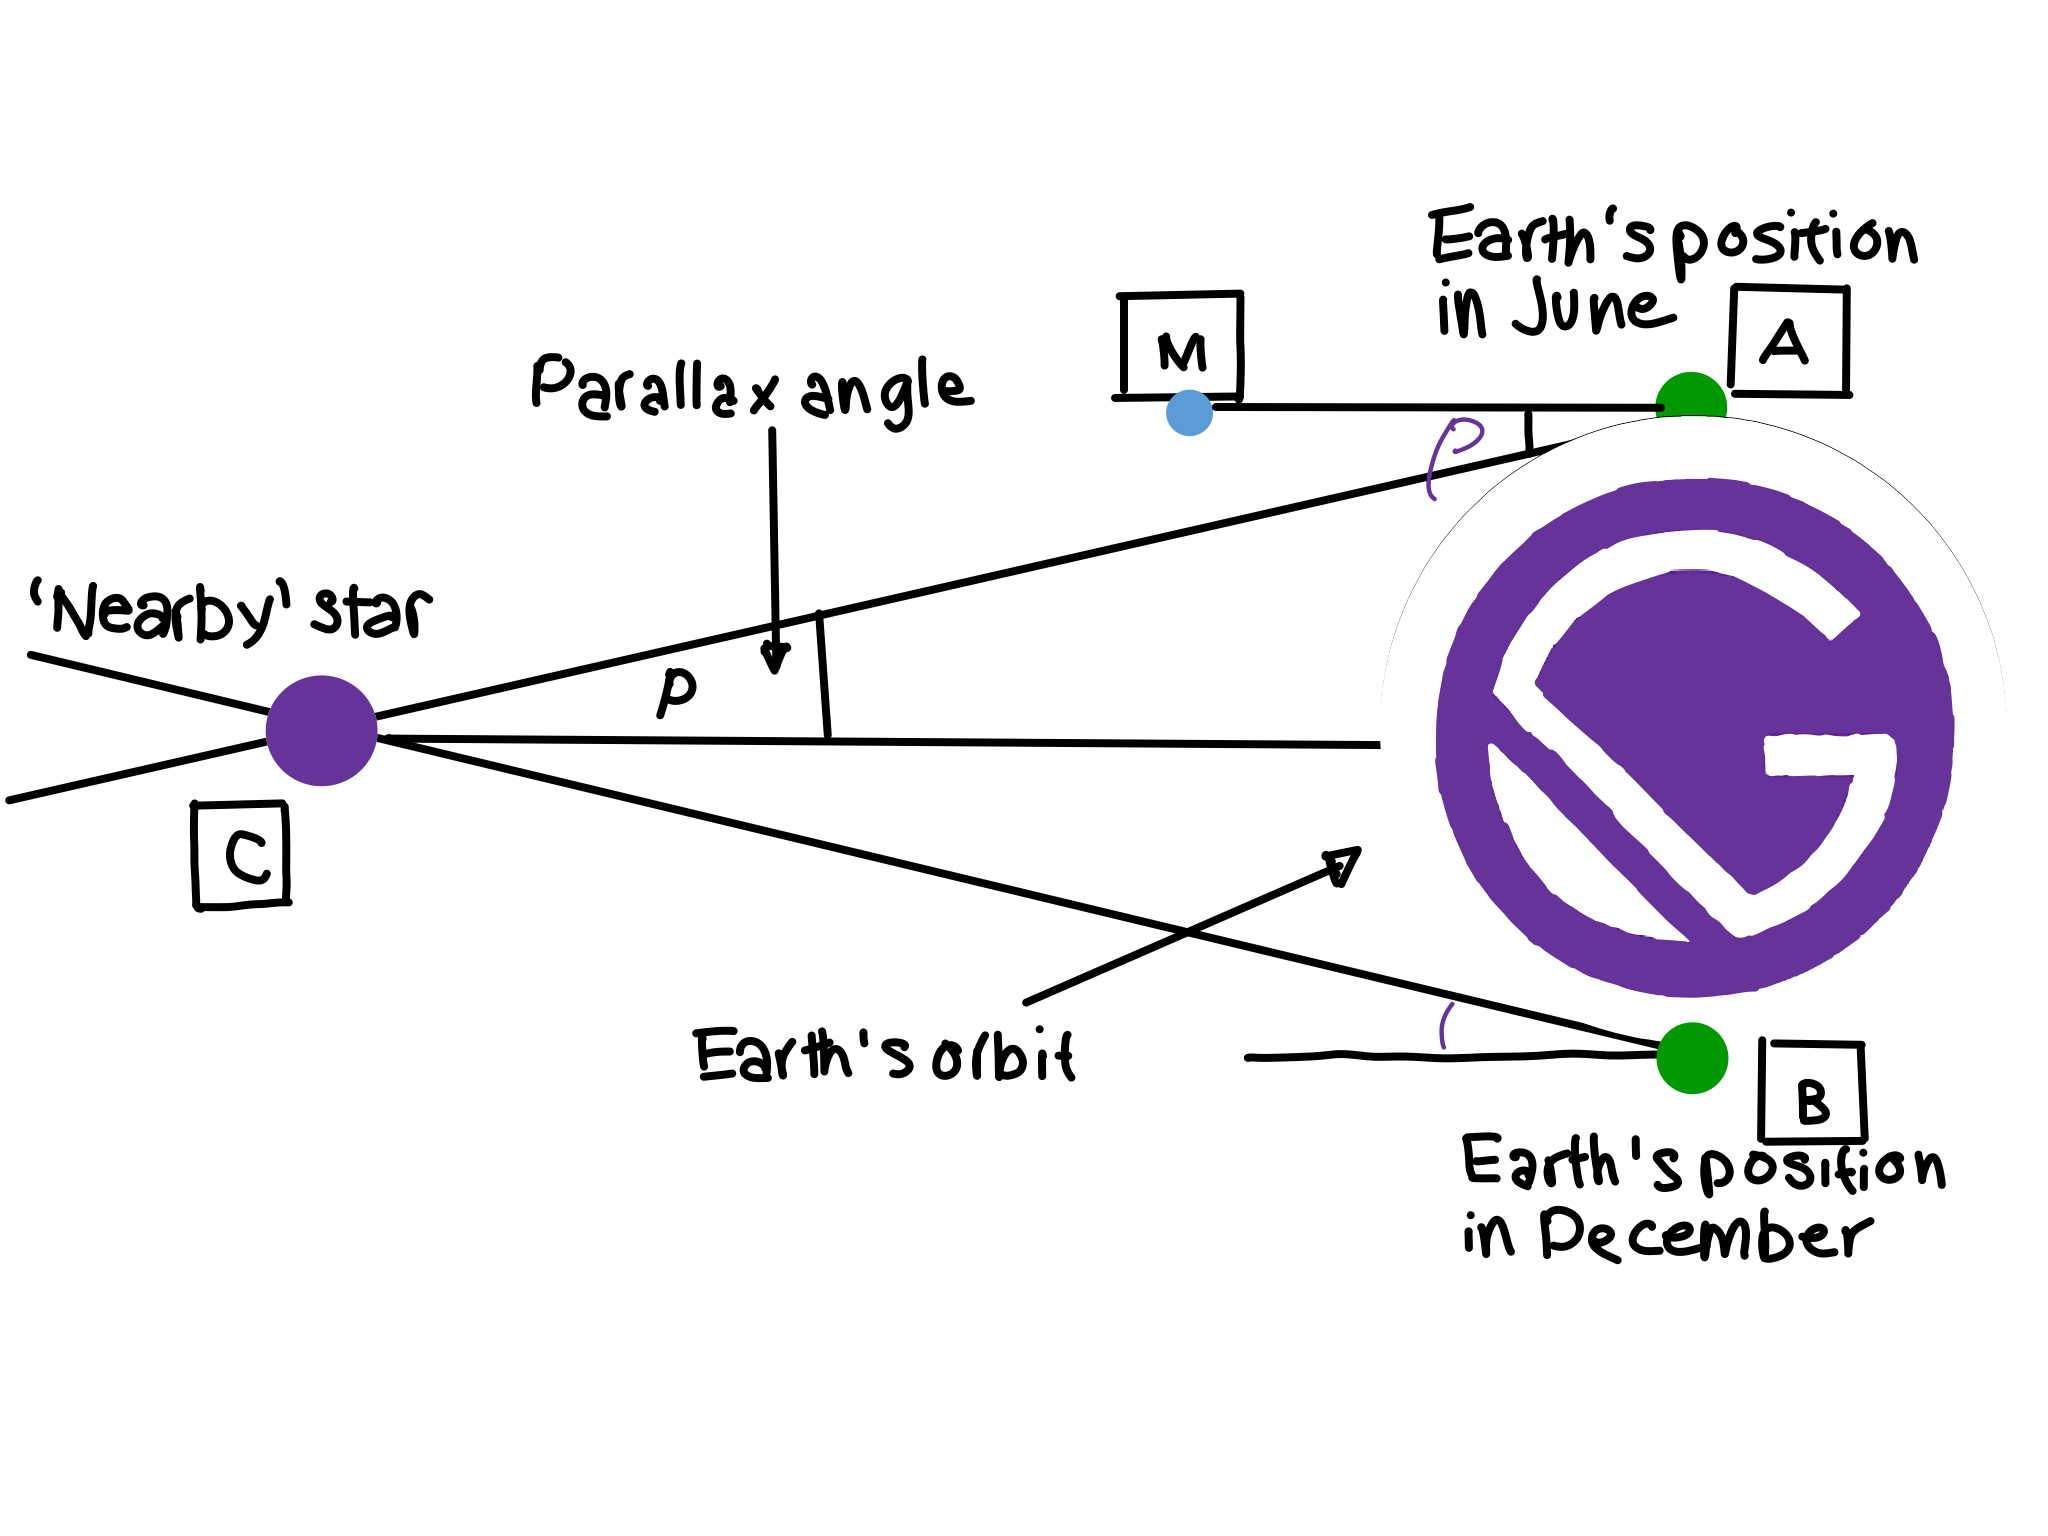 Earth's position
in June
A
M
Parallax angle
P
'Nearby' star
P
C
Earth's orbit
B
Earth's position
in December